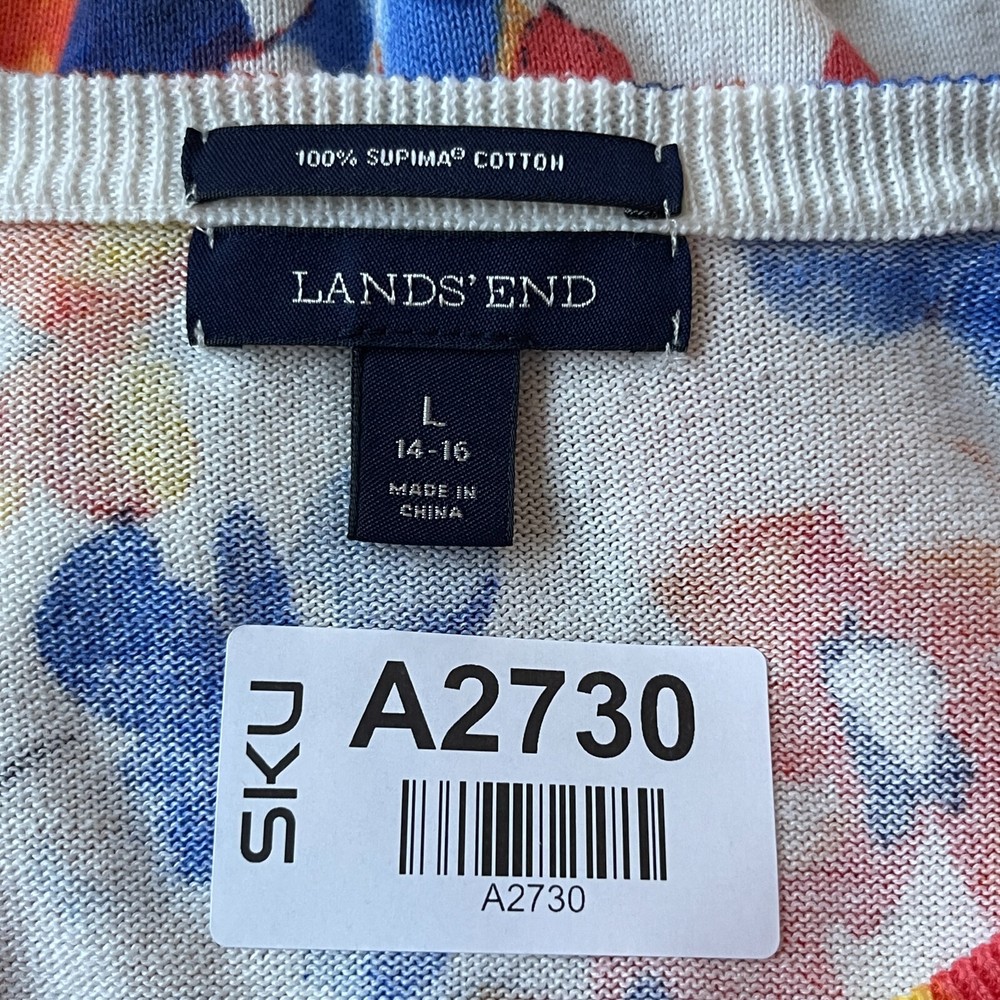 100% SUPIMA® COTTON
LANDS' END
L
14-16
MADE IN
CHINA
SKU
A2730
A2730